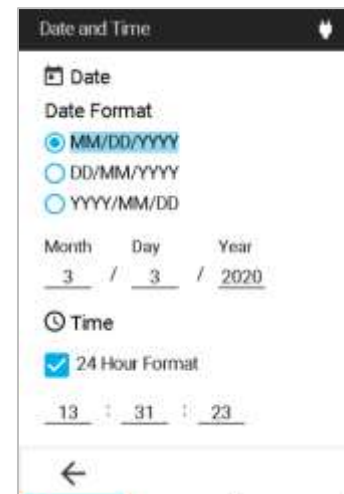 Date and Time
Date
Date Format
MM/DD/YYYY
DD/MM/YYYY
YYYY/MM/DD
Month Day Year
3 / 3 / 2020
Time
24 Hour Format
13 : 31 : 23